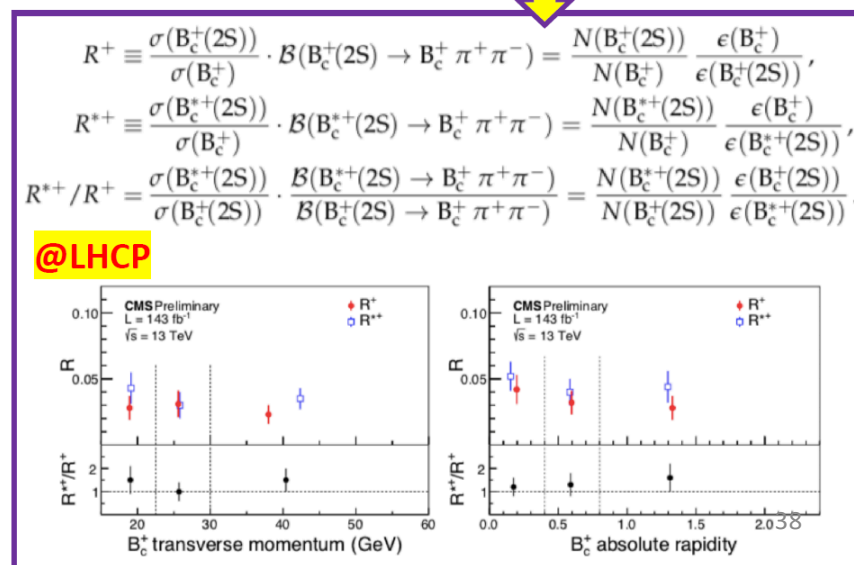 R⁺ ≡ σ(B_c⁺(2S)) / σ(B_c⁺) · 𝓑(B_c⁺(2S) → B_c⁺ π⁺π⁻) = N(B_c⁺(2S)) / N(B_c⁺) ϵ(B_c⁺) / ϵ(B_c⁺(2S)),
R*⁺ ≡ σ(B_c*⁺(2S)) / σ(B_c⁺) · 𝓑(B_c*⁺(2S) → B_c⁺ π⁺π⁻) = N(B_c*⁺(2S)) / N(B_c⁺) ϵ(B_c⁺) / ϵ(B_c*⁺(2S)),
R*⁺/R⁺ = σ(B_c*⁺(2S)) / σ(B_c⁺(2S)) · 𝓑(B_c*⁺(2S) → B_c⁺ π⁺π⁻) / 𝓑(B_c⁺(2S) → B_c⁺ π⁺π⁻) = N(B_c*⁺(2S)) / N(B_c⁺(2S)) ϵ(B_c⁺(2S)) / ϵ(B_c*⁺(2S)).
@LHCP
CMS Preliminary
L = 143 fb⁻¹
√s = 13 TeV
R⁺
R*⁺
0.10
0.05
R
R*⁺/R⁺
2
1
20 30 40 50 60
B_c⁺ transverse momentum (GeV)
CMS Preliminary
L = 143 fb⁻¹
√s = 13 TeV
R⁺
R*⁺
0.10
0.05
R
R*⁺/R⁺
2
1
0.0 0.5 1.0 1.5 2.0
B_c⁺ absolute rapidity
38